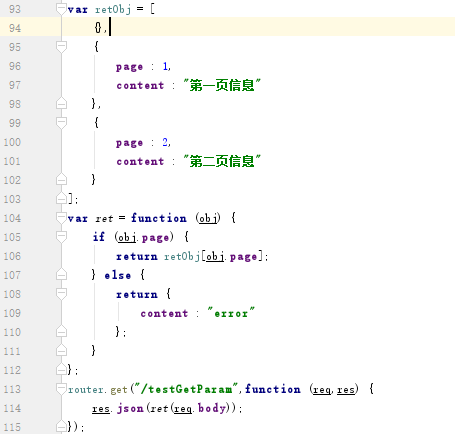 93 var retObj = [
94 {},
95 {
96 page : 1,
97 content : "第一页信息"
98 },
99 {
100 page : 2,
101 content : "第二页信息"
102 }
103 ];
104 var ret = function (obj) {
105 if (obj.page) {
106 return retObj[obj.page];
107 } else {
108 return {
109 content : "error"
110 };
111 }
112 };
113 router.get("/testGetParam",function (req,res) {
114 res.json(ret(req.body));
115 });